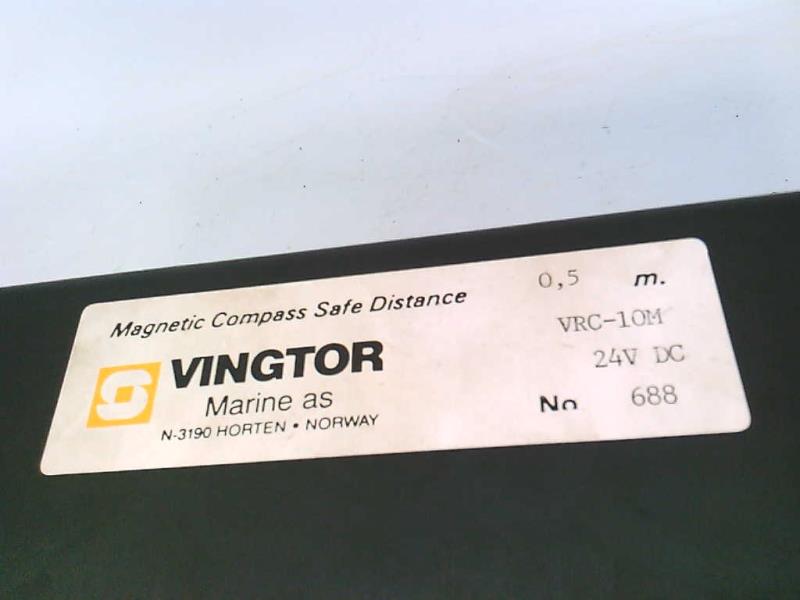 Magnetic Compass Safe Distance 0,5 m.
VINGTOR VRC-10M
Marine as 24V DC
N-3190 HORTEN • NORWAY No 688